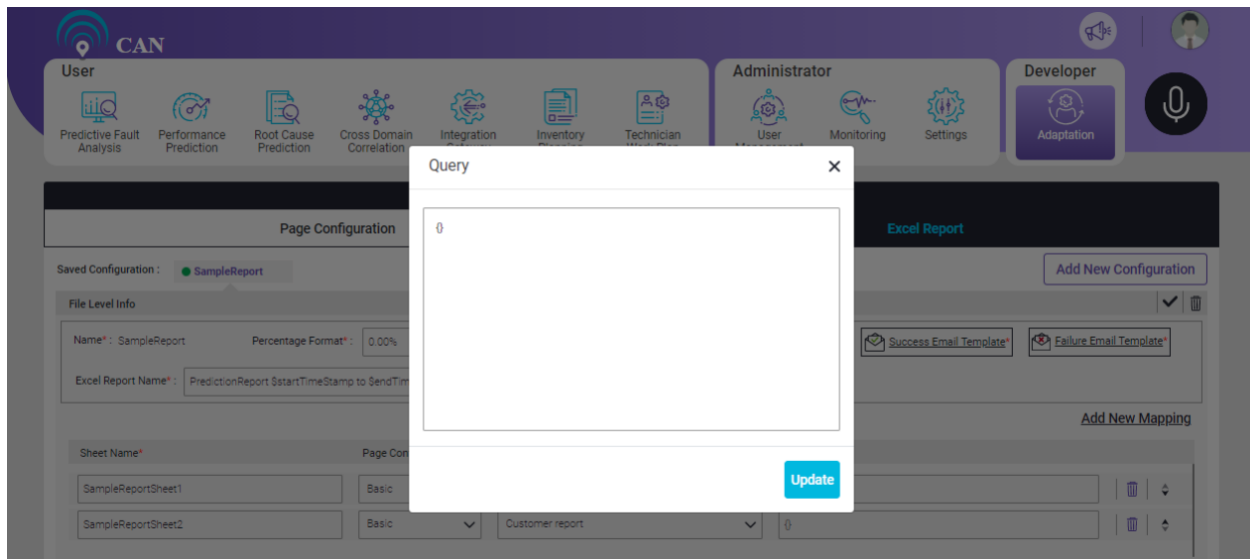 CAN
User
Administrator
Developer
Predictive Fault Analysis
Performance Prediction
Root Cause Prediction
Cross Domain Correlation
Integration
Inventory
Technician
User
Monitoring
Settings
Adaptation
Query
Page Configuration
{}
Excel Report
Saved Configuration :
SampleReport
Add New Configuration
File Level Info
Name* : SampleReport
Percentage Format* :
0.00%
Success Email Template*
Failure Email Template*
Excel Report Name* :
PredictionReport $startTimeStamp to
Add New Mapping
Sheet Name*
Page
SampleReportSheet1
Basic
Update
SampleReportSheet2
Basic
Customer report
{}